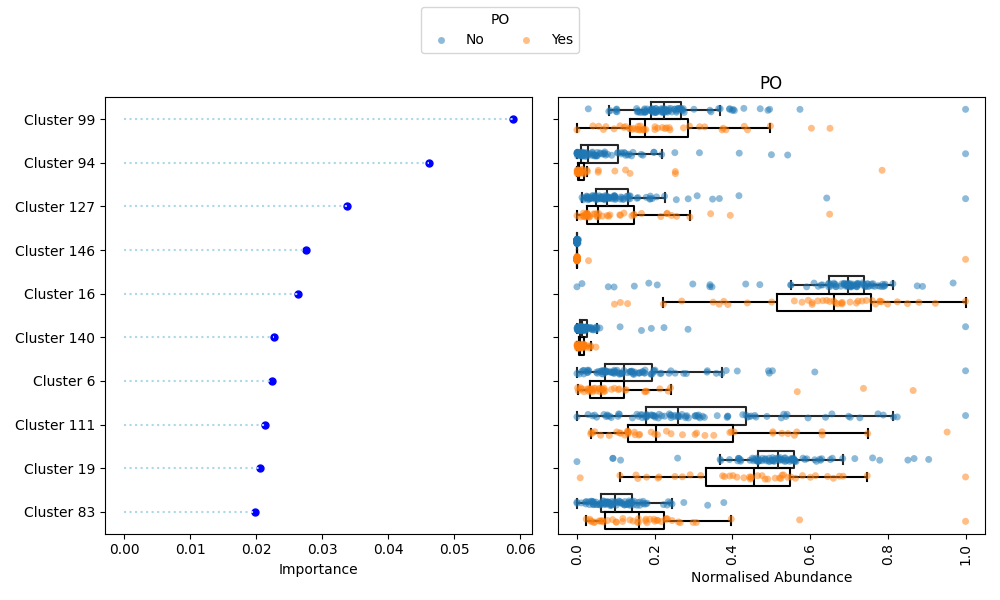 PO
No
Yes
PO
Cluster 99
Cluster 94
Cluster 127
Cluster 146
Cluster 16
Cluster 140
Cluster 6
Cluster 111
Cluster 19
Cluster 83
0.00 0.01 0.02 0.03 0.04 0.05 0.06
Importance
0.0 0.2 0.4 0.6 0.8 1.0
Normalised Abundance